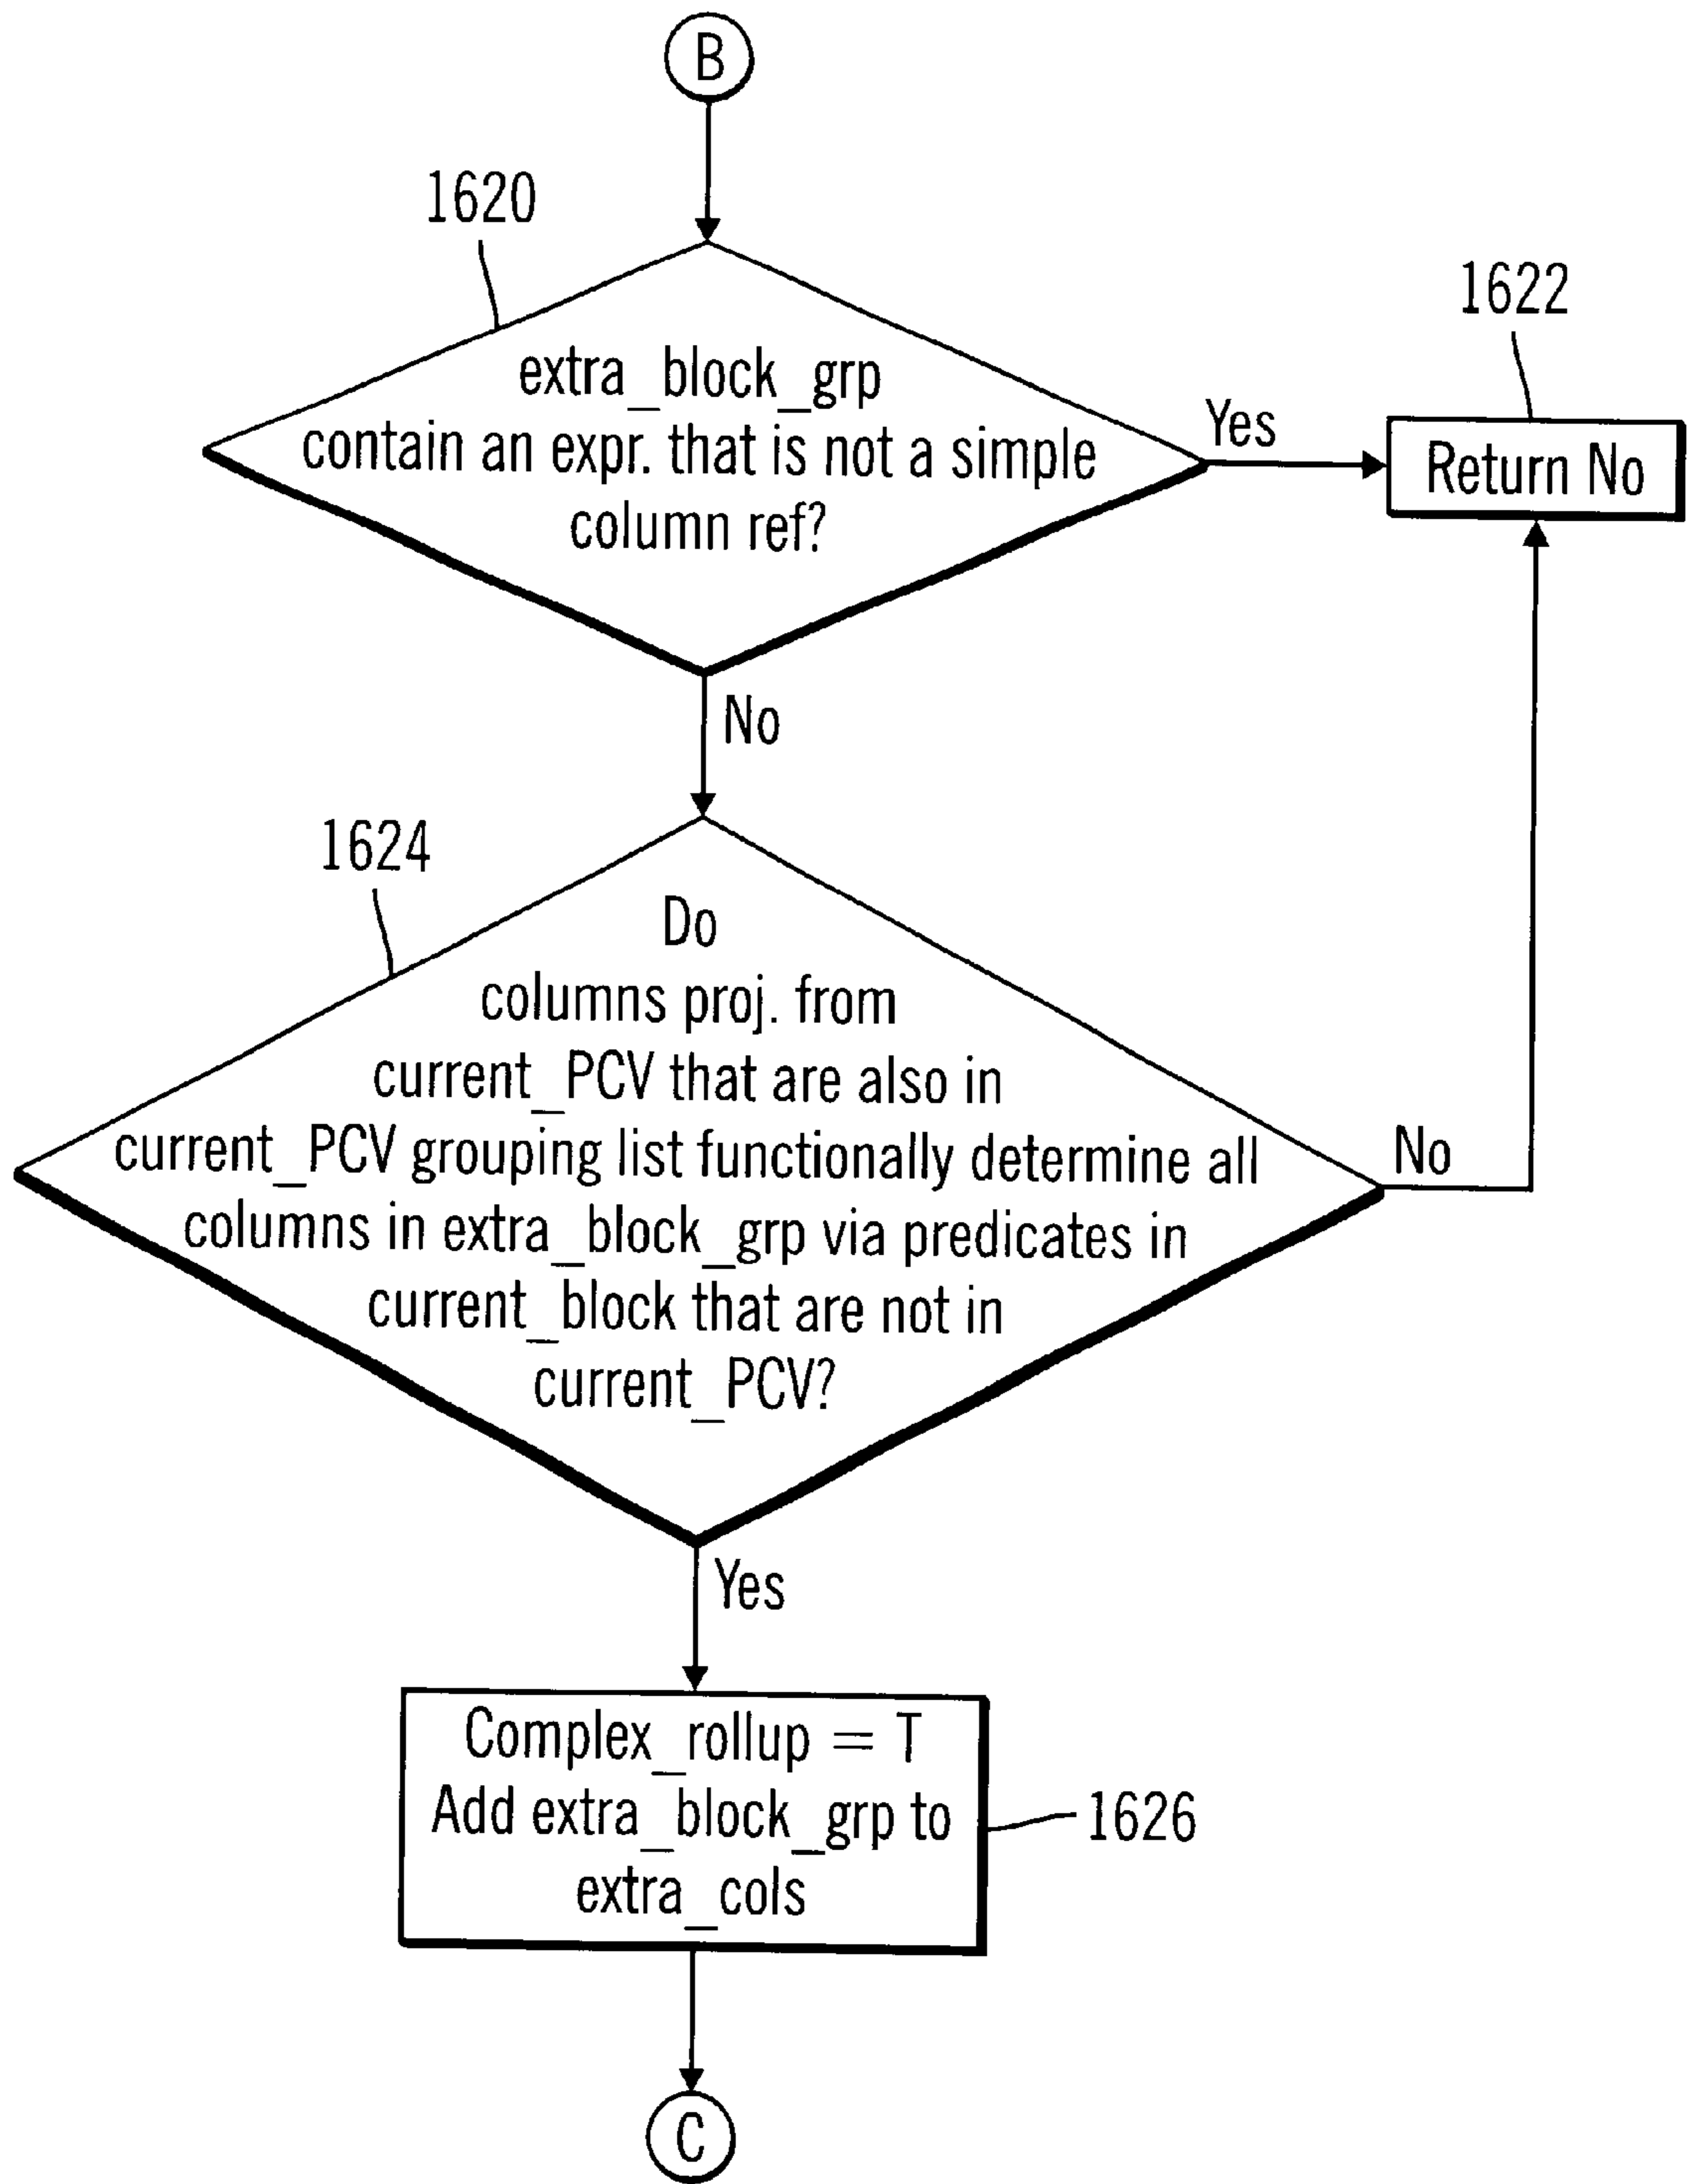 B
1620
extra_block_grp
contain an expr. that is not a simple
column ref?
Yes
1622
Return No
No
1624
Do
columns proj. from
current_PCV that are also in
current_PCV grouping list functionally determine all
columns in extra_block_grp via predicates in
current_block that are not in
current_PCV?
No
Yes
Complex_rollup = T
Add extra_block_grp to
extra_cols
1626
C